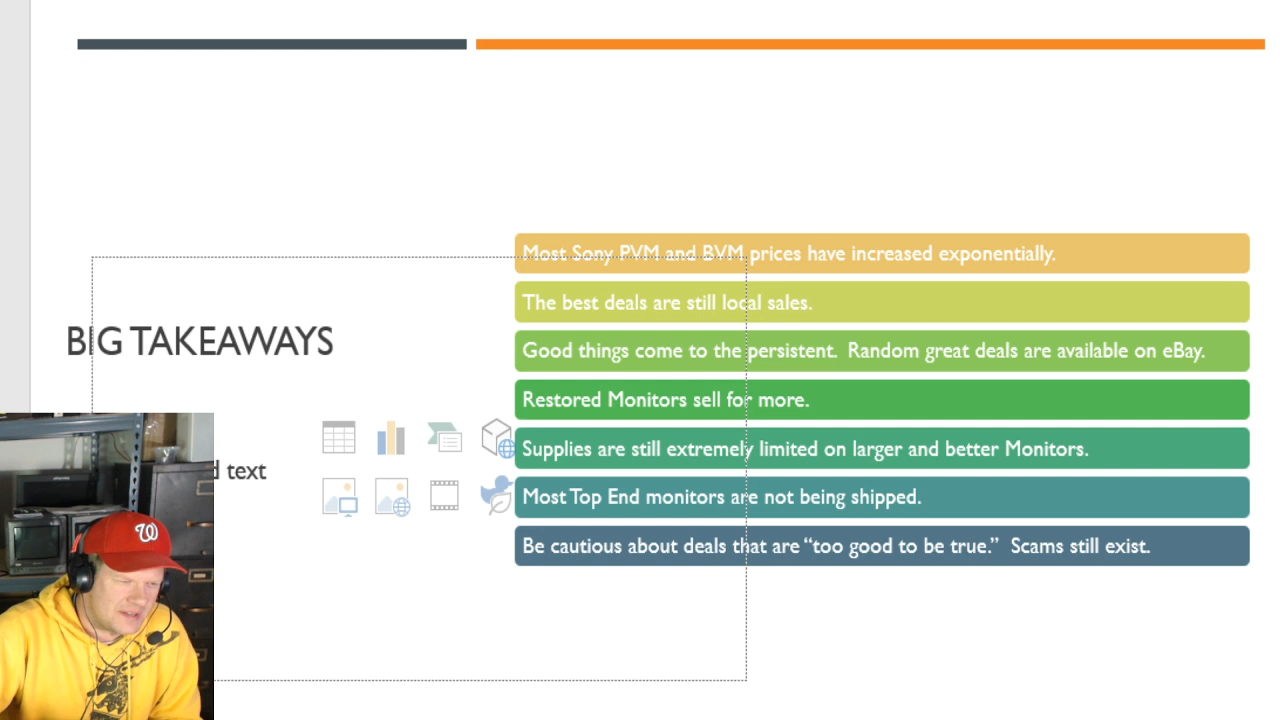 BIG TAKEAWAYS
d text
Most Sony PVM and BVM prices have increased exponentially.
The best deals are still local sales.
Good things come to the persistent. Random great deals are available on eBay.
Restored Monitors sell for more.
Supplies are still extremely limited on larger and better Monitors.
Most Top End monitors are not being shipped.
Be cautious about deals that are “too good to be true.” Scams still exist.
W